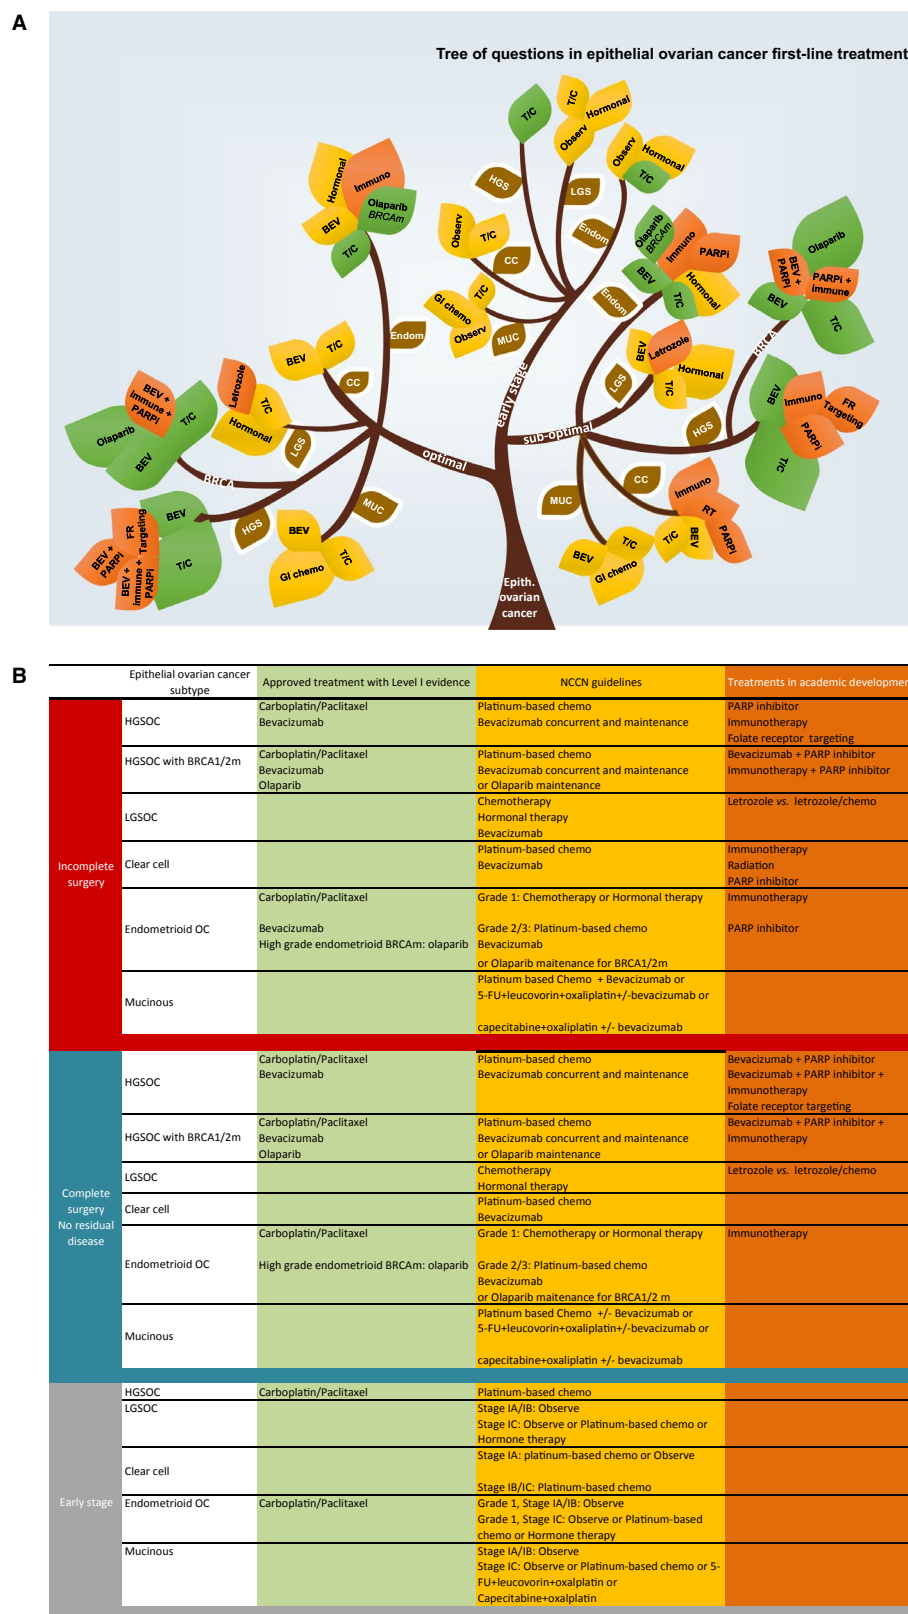 A
Tree of questions in epithelial ovarian cancer first-line treatment
T/C
T/C
Hormonal
Observ
Observ
Hormonal
T/C
HGS
LGS
Endom
Observ
T/C
CC
GI chemo
T/C
Observ
MUC
early stage
Hormonal
Immuno
Olaparib
BRCAm
BEV
T/C
Endom
BEV
T/C
CC
Letrozole
T/C
Hormonal
LGS
BEV +
immune +
PARPi
Olaparib
T/C
BEV
BRCA
BEV
FR
Targeting
BEV +
PARPi
BEV +
immune +
PARPi
T/C
HGS
BEV
GI chemo
T/C
MUC
optimal
Olaparib
BRCAm
Immuno
PARPi
BEV
T/C
Hormonal
Endom
BEV
Letrozole
Hormonal
T/C
LGS
sub-optimal
Olaparib
BEV +
PARPi
PARPi +
immune
BEV
T/C
BRCA
BEV
Immuno
FR
Targeting
PARPi
T/C
HGS
Immuno
RT
T/C
BEV
PARPi
CC
MUC
BEV
T/C
GI chemo
Epith.
ovarian
cancer
B
Epithelial ovarian cancer
subtype
Approved treatment with Level I evidence
NCCN guidelines
Treatments in academic developmen
Incomplete
surgery
HGSOC
Carboplatin/Paclitaxel
Bevacizumab
Platinum-based chemo
Bevacizumab concurrent and maintenance
PARP inhibitor
Immunotherapy
Folate receptor targeting
HGSOC with BRCA1/2m
Carboplatin/Paclitaxel
Bevacizumab
Olaparib
Platinum-based chemo
Bevacizumab concurrent and maintenance
or Olaparib maintenance
Bevacizumab + PARP inhibitor
Immunotherapy + PARP inhibitor
LGSOC
Chemotherapy
Hormonal therapy
Bevacizumab
Letrozole vs. letrozole/chemo
Clear cell
Platinum-based chemo
Bevacizumab
Immunotherapy
Radiation
PARP inhibitor
Endometrioid OC
Carboplatin/Paclitaxel
Bevacizumab
High grade endometrioid BRCAm: olaparib
Grade 1: Chemotherapy or Hormonal therapy
Grade 2/3: Platinum-based chemo
Bevacizumab
or Olaparib maitenance for BRCA1/2m
Immunotherapy
PARP inhibitor
Mucinous
Platinum based Chemo + Bevacizumab or
5-FU+leucovorin+oxaliplatin+/-bevacizumab or
capecitabine+oxaliplatin +/- bevacizumab
Complete
surgery
No residual
disease
HGSOC
Carboplatin/Paclitaxel
Bevacizumab
Platinum-based chemo
Bevacizumab concurrent and maintenance
Bevacizumab + PARP inhibitor
Bevacizumab + PARP inhibitor +
Immunotherapy
Folate receptor targeting
HGSOC with BRCA1/2m
Carboplatin/Paclitaxel
Bevacizumab
Olaparib
Platinum-based chemo
Bevacizumab concurrent and maintenance
or Olaparib maintenance
Bevacizumab + PARP inhibitor +
Immunotherapy
LGSOC
Chemotherapy
Hormonal therapy
Letrozole vs. letrozole/chemo
Clear cell
Platinum-based chemo
Bevacizumab
Endometrioid OC
Carboplatin/Paclitaxel
High grade endometrioid BRCAm: olaparib
Grade 1: Chemotherapy or Hormonal therapy
Grade 2/3: Platinum-based chemo
Bevacizumab
or Olaparib maitenance for BRCA1/2 m
Immunotherapy
Mucinous
Platinum based Chemo +/- Bevacizumab or
5-FU+leucovorin+oxaliplatin+/-bevacizumab or
capecitabine+oxaliplatin +/- bevacizumab
Early stage
HGSOC
Carboplatin/Paclitaxel
Platinum-based chemo
LGSOC
Stage IA/IB: Observe
Stage IC: Observe or Platinum-based chemo or
Hormone therapy
Clear cell
Stage IA: platinum-based chemo or Observe
Stage IB/IC: Platinum-based chemo
Endometrioid OC
Carboplatin/Paclitaxel
Grade 1, Stage IA/IB: Observe
Grade 1, Stage IC: Observe or Platinum-based
chemo or Hormone therapy
Mucinous
Stage IA/IB: Observe
Stage IC: Observe or Platinum-based chemo or 5-
FU+leucovorin+oxalplatin or
Capecitabine+oxaliplatin